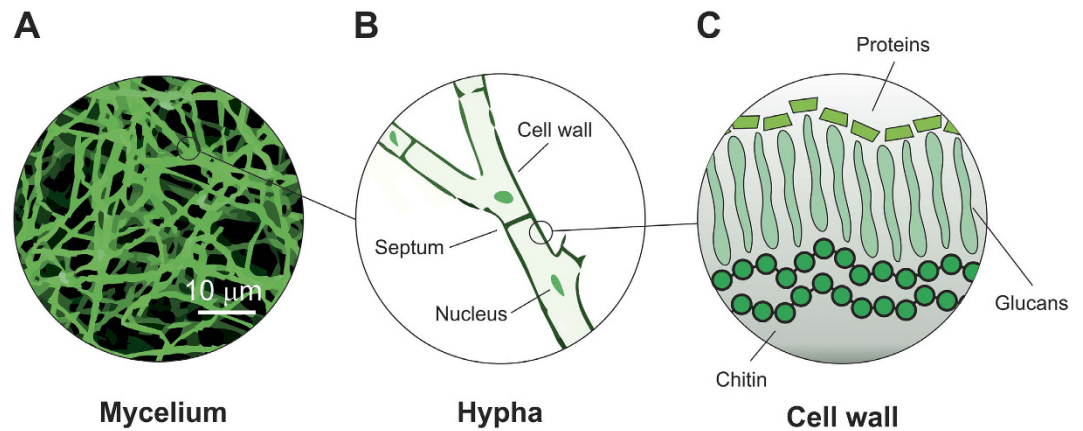 A
B
C
Proteins
Cell wall
Septum
10 μm
Nucleus
Glucans
Chitin
Mycelium
Hypha
Cell wall